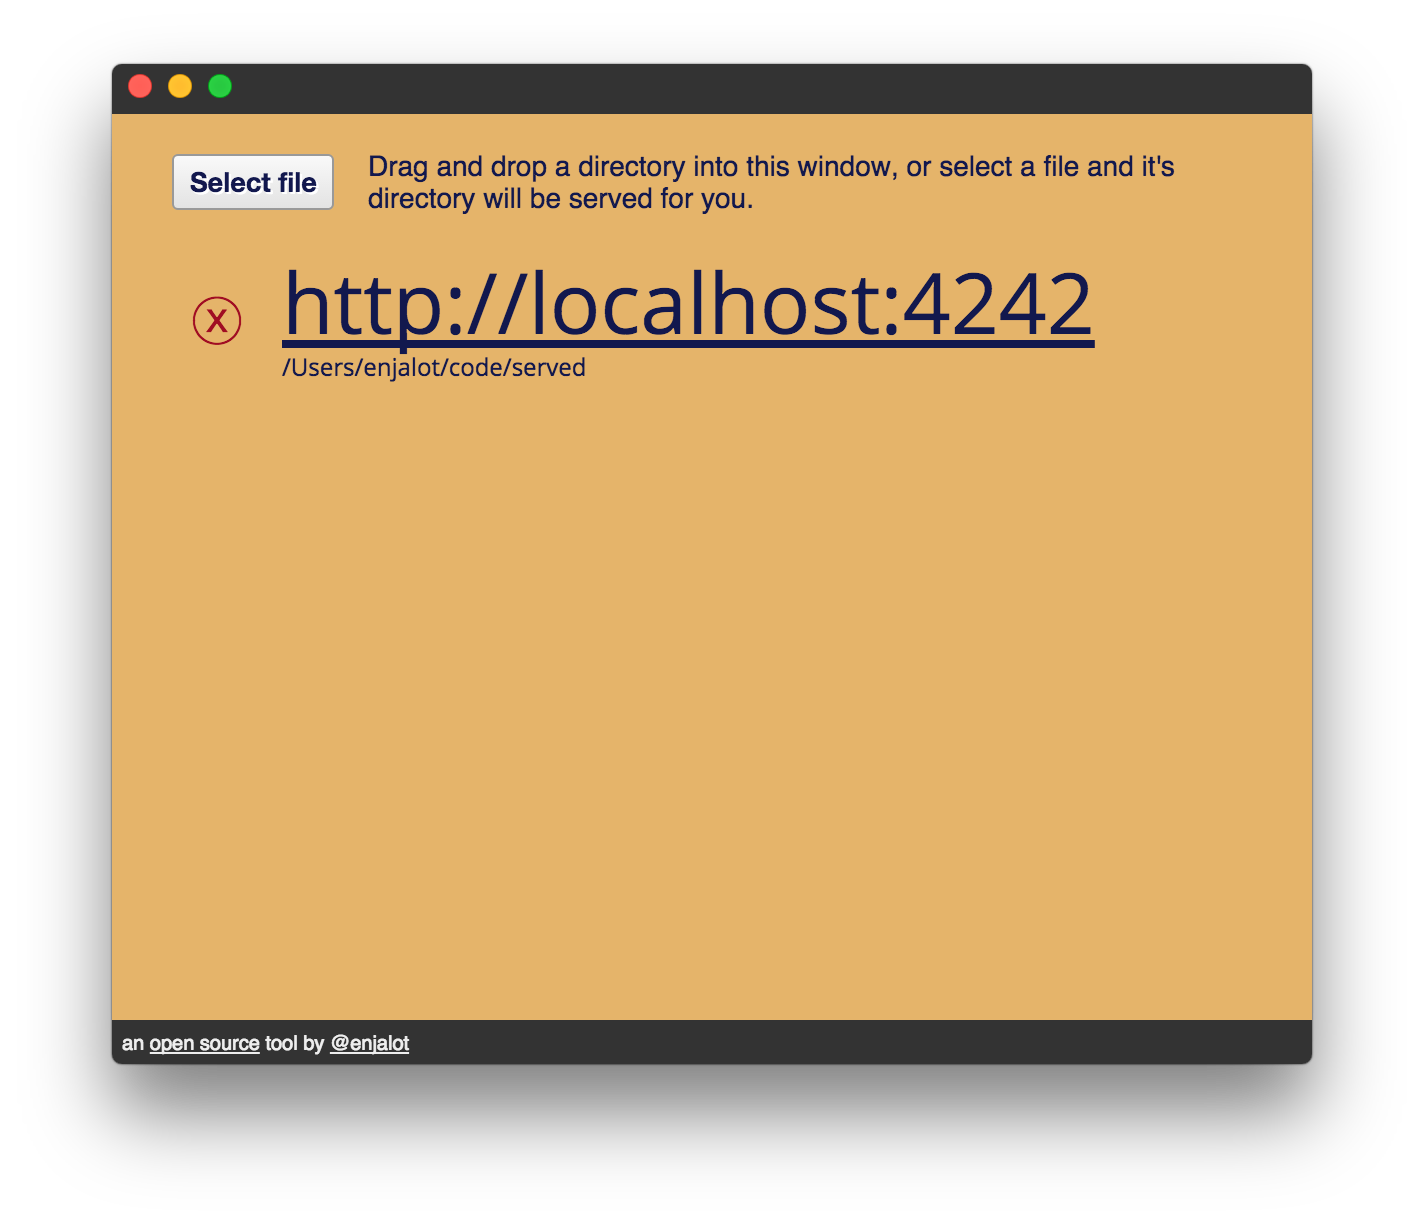 Select file
Drag and drop a directory into this window, or select a file and it's
directory will be served for you.
x
http://localhost:4242
/Users/enjalot/code/served
an open source tool by @enjalot